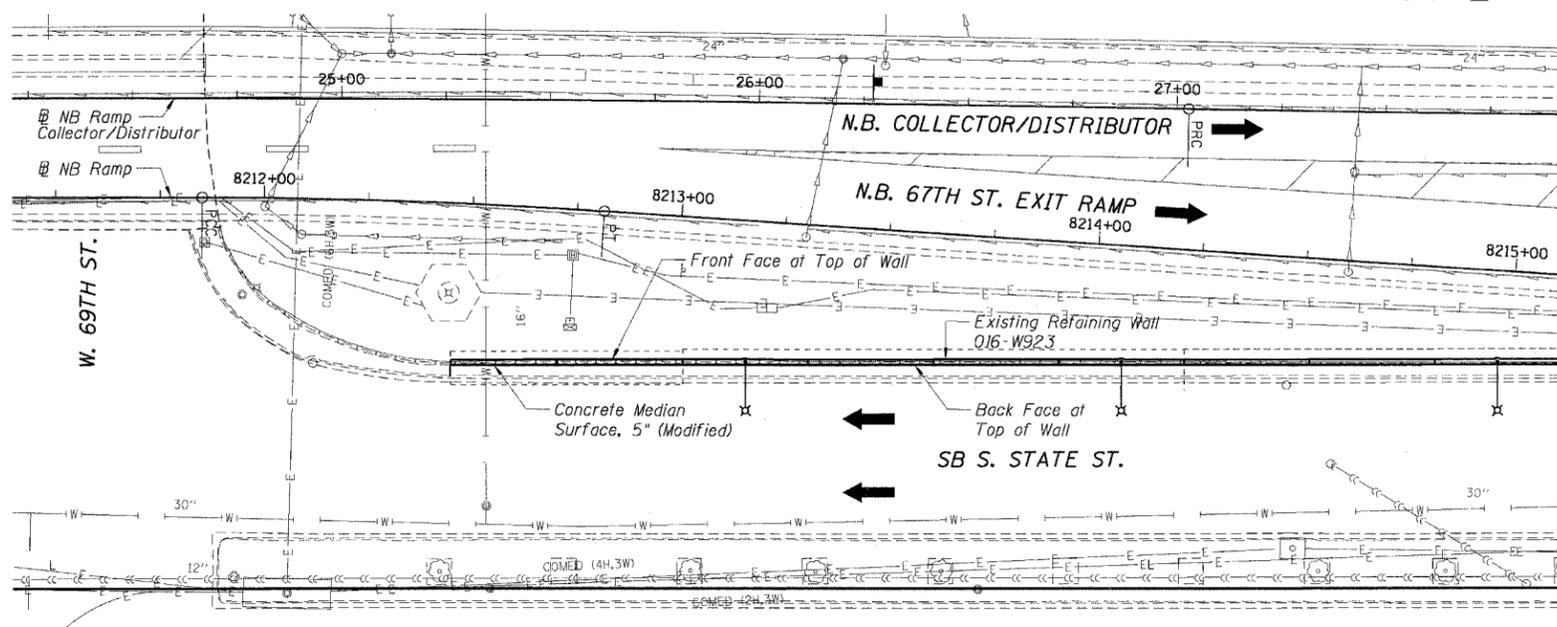 24"
24"
25+00
26+00
27+00
℄ NB Ramp
Collector/Distributor
N.B. COLLECTOR/DISTRIBUTOR
PRC
℄ NB Ramp
8212+00
8213+00
N.B. 67TH ST. EXIT RAMP
8214+00
8215+00
PCC
PT
W. 69TH ST.
COMED
Front Face at Top of Wall
16"
Existing Retaining Wall
016-W923
Concrete Median
Surface, 5" (Modified)
Back Face at
Top of Wall
SB S. STATE ST.
30"
30"
12"
COMED (4H,3W)
COMED (2H,3W)